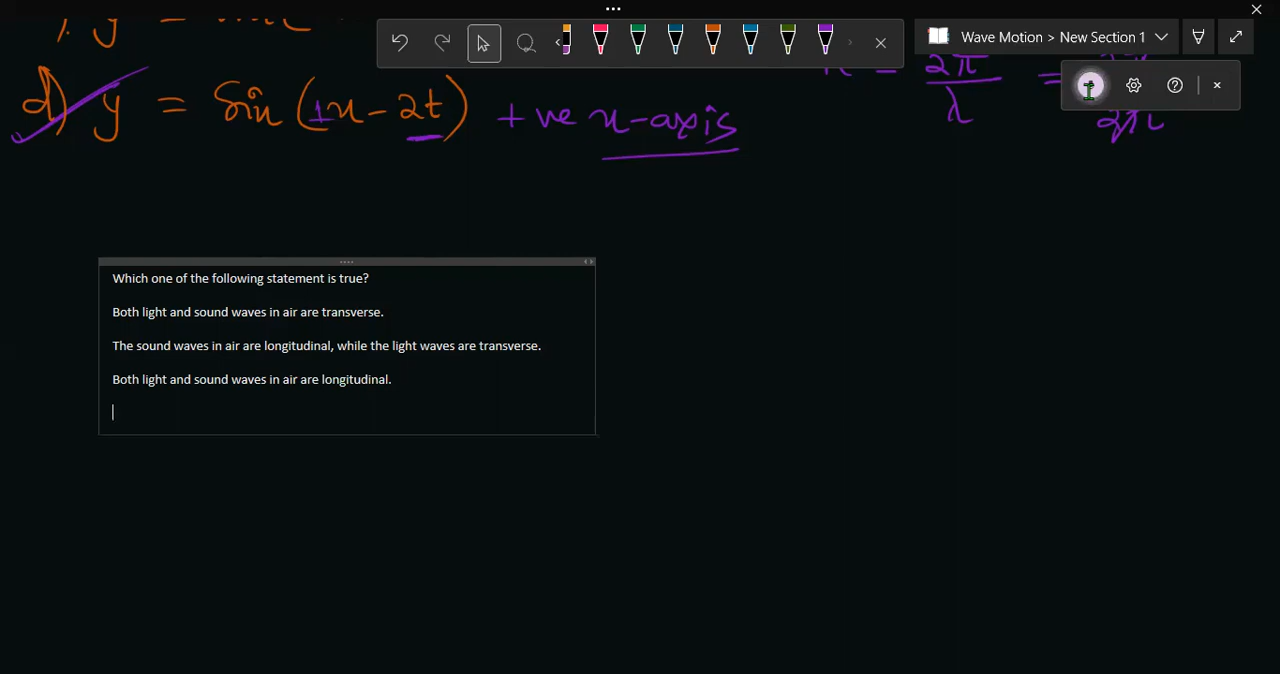 y =
Wave Motion > New Section 1
2π
λ
=
d) y = sin (1x - 2t) + ve x-axis
Which one of the following statement is true?
Both light and sound waves in air are transverse.
The sound waves in air are longitudinal, while the light waves are transverse.
Both light and sound waves in air are longitudinal.